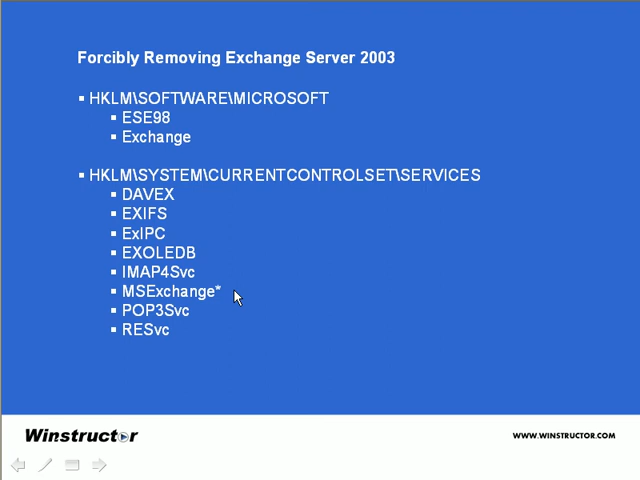 Forcibly Removing Exchange Server 2003
HKLM\SOFTWARE\MICROSOFT
ESE98
Exchange
HKLM\SYSTEM\CURRENTCONTROLSET\SERVICES
DAVEX
EXIFS
ExIPC
EXOLEDB
IMAP4Svc
MSExchange*
POP3Svc
RESvc
Winstructor
WWW.WINSTRUCTOR.COM